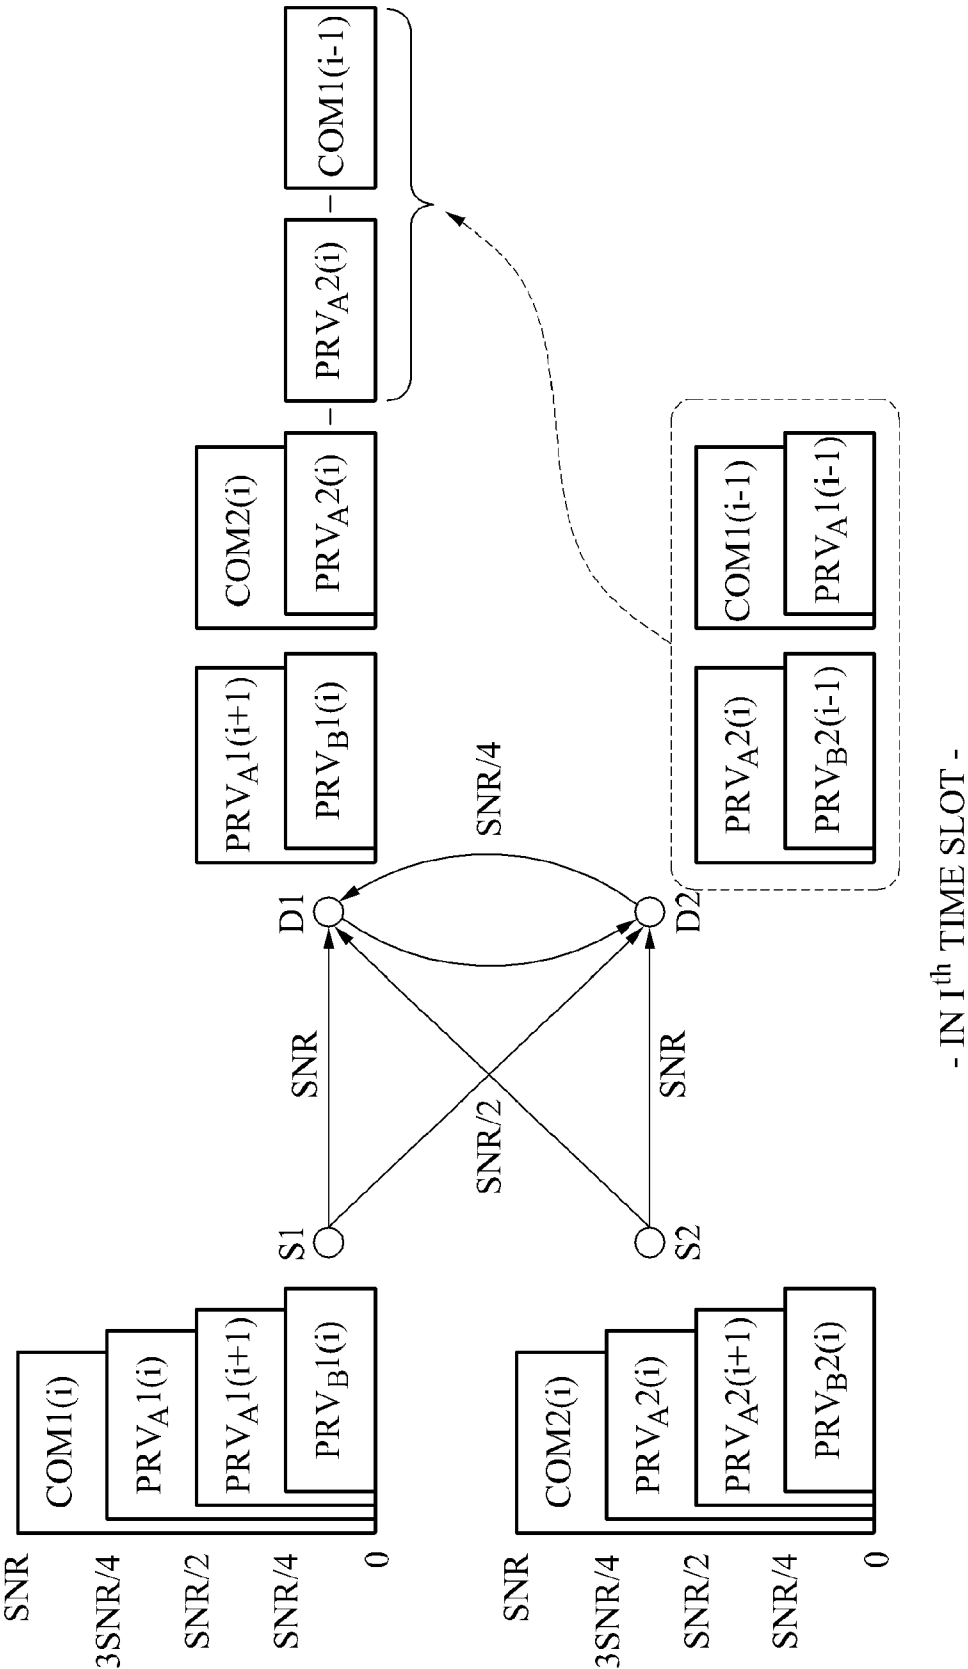 SNR
3SNR/4
SNR/2
SNR/4
0
COM1(i)
PRVA1(i)
PRVA1(i+1)
PRVB1(i)
S1
SNR
D1
PRVA1(i+1)
PRVB1(i)
COM2(i)
PRVA2(i)
–
PRVA2(i)
–
COM1(i-1)
SNR/2
SNR/4
SNR
3SNR/4
SNR/2
SNR/4
0
COM2(i)
PRVA2(i)
PRVA2(i+1)
PRVB2(i)
S2
SNR
D2
PRVA2(i)
PRVB2(i-1)
COM1(i-1)
PRVA1(i-1)
- IN Ith TIME SLOT -